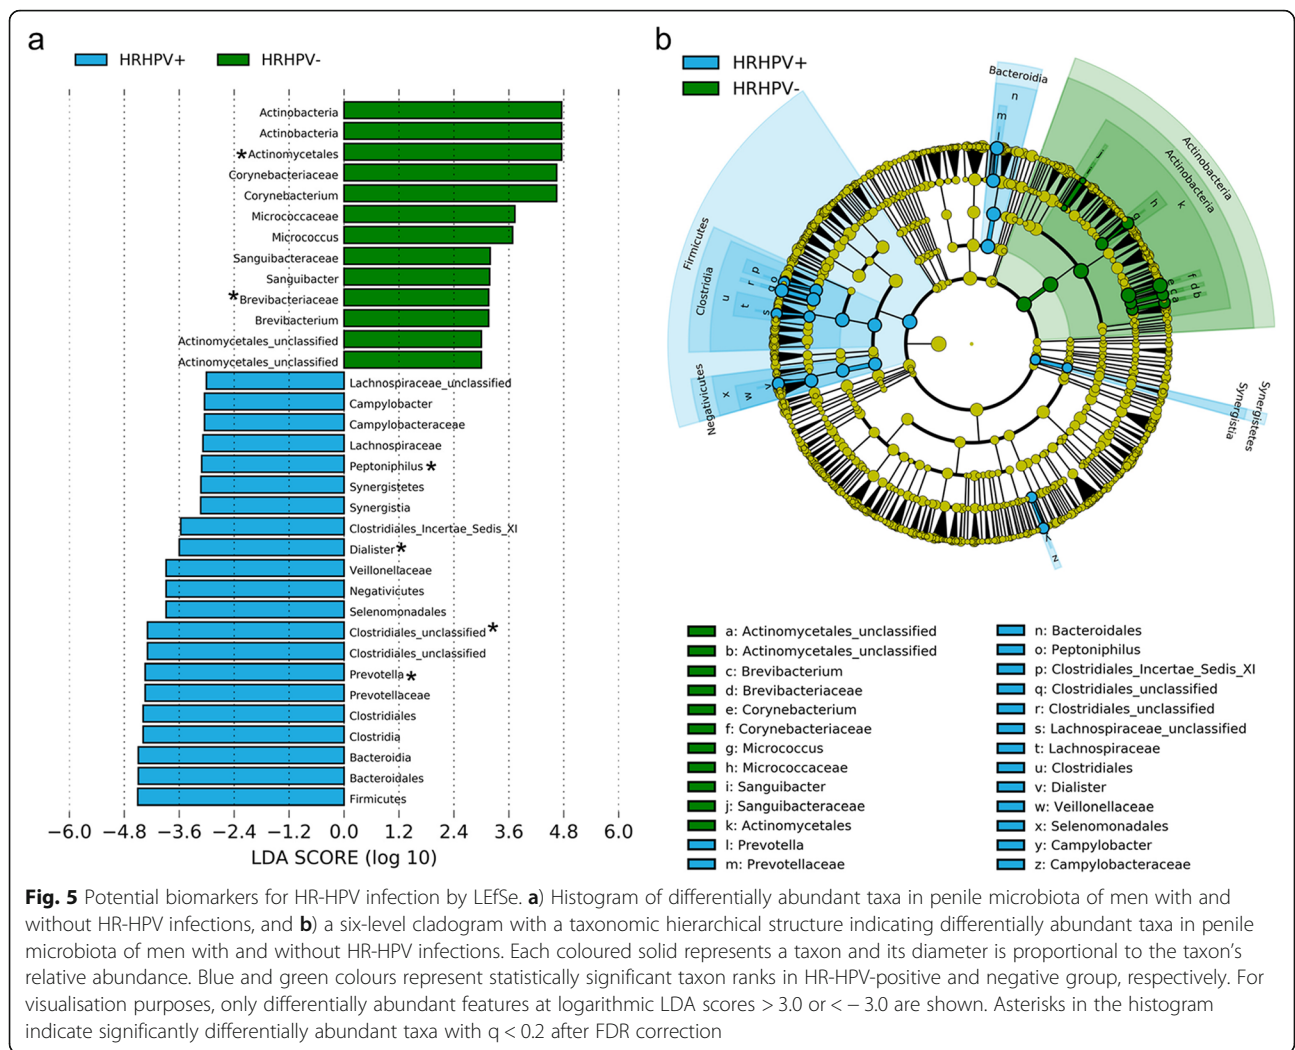 a
HRHPV+
HRHPV-
Actinobacteria
Actinobacteria
*Actinomycetales
Corynebacteriaceae
Corynebacterium
Micrococcaceae
Micrococcus
Sanguibacteraceae
Sanguibacter
*Brevibacteriaceae
Brevibacterium
Actinomycetales_unclassified
Actinomycetales_unclassified
Lachnospiraceae_unclassified
Campylobacter
Campylobacteraceae
Lachnospiraceae
Peptoniphilus*
Synergistetes
Synergistia
Clostridiales_Incertae_Sedis_XI
Dialister*
Veillonellaceae
Negativicutes
Selenomonadales
Clostridiales_unclassified*
Clostridiales_unclassified
Prevotella*
Prevotellaceae
Clostridiales
Clostridia
Bacteroidia
Bacteroidales
Firmicutes
−6.0 −4.8 −3.6 −2.4 −1.2 0.0 1.2 2.4 3.6 4.8 6.0
LDA SCORE (log 10)
b
HRHPV+
HRHPV-
Bacteroidia
n
m
l
Actinobacteria
Actinobacteria
k
h
g
f
d
b
e
c
a
Firmicutes
Clostridia
u
p
r
t
o
q
s
Negativicutes
x
w
v
Synergistetes
Synergistia
z
a: Actinomycetales_unclassified
b: Actinomycetales_unclassified
c: Brevibacterium
d: Brevibacteriaceae
e: Corynebacterium
f: Corynebacteriaceae
g: Micrococcus
h: Micrococcaceae
i: Sanguibacter
j: Sanguibacteraceae
k: Actinomycetales
l: Prevotella
m: Prevotellaceae
n: Bacteroidales
o: Peptoniphilus
p: Clostridiales_Incertae_Sedis_XI
q: Clostridiales_unclassified
r: Clostridiales_unclassified
s: Lachnospiraceae_unclassified
t: Lachnospiraceae
u: Clostridiales
v: Dialister
w: Veillonellaceae
x: Selenomonadales
y: Campylobacter
z: Campylobacteraceae
Fig. 5 Potential biomarkers for HR-HPV infection by LEfSe. a) Histogram of differentially abundant taxa in penile microbiota of men with and
without HR-HPV infections, and b) a six-level cladogram with a taxonomic hierarchical structure indicating differentially abundant taxa in penile
microbiota of men with and without HR-HPV infections. Each coloured solid represents a taxon and its diameter is proportional to the taxon's
relative abundance. Blue and green colours represent statistically significant taxon ranks in HR-HPV-positive and negative group, respectively. For
visualisation purposes, only differentially abundant features at logarithmic LDA scores > 3.0 or < − 3.0 are shown. Asterisks in the histogram
indicate significantly differentially abundant taxa with q < 0.2 after FDR correction